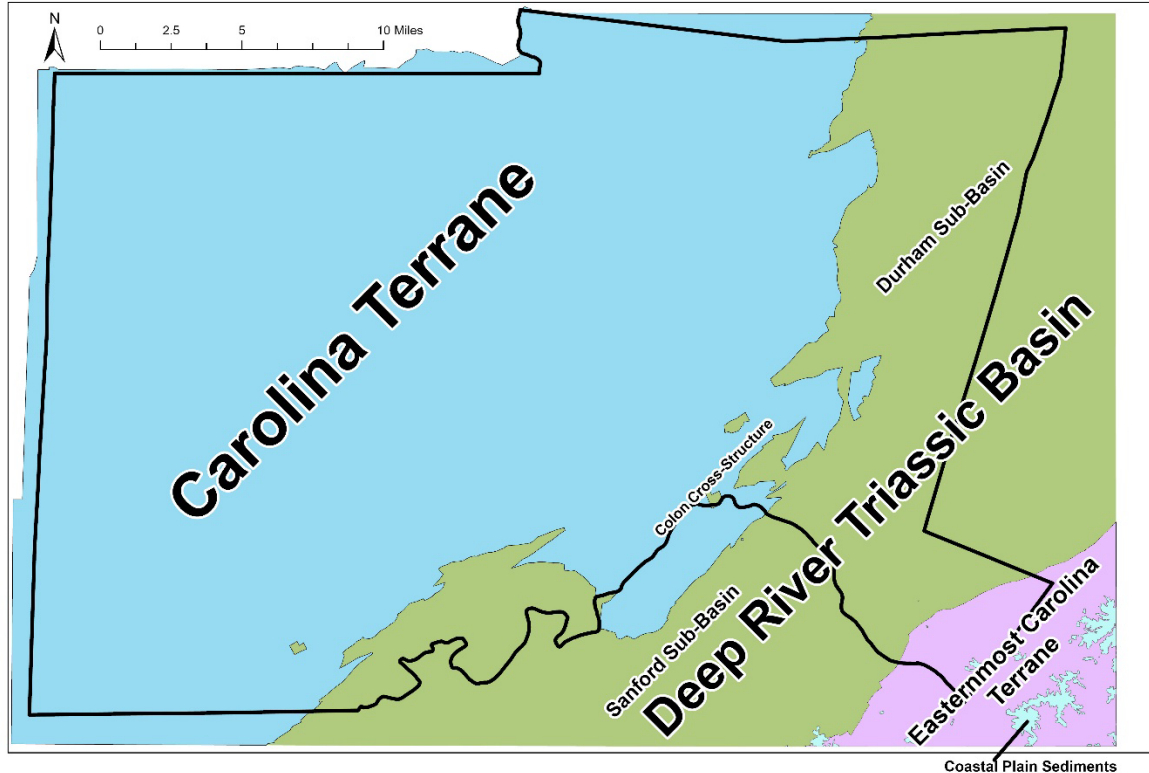 N
0 2.5 5 10 Miles
Carolina Terrane
Durham Sub-Basin
Deep River Triassic Basin
Colon Cross-Structure
Sanford Sub-Basin
Easternmost Carolina
Terrane
Coastal Plain Sediments